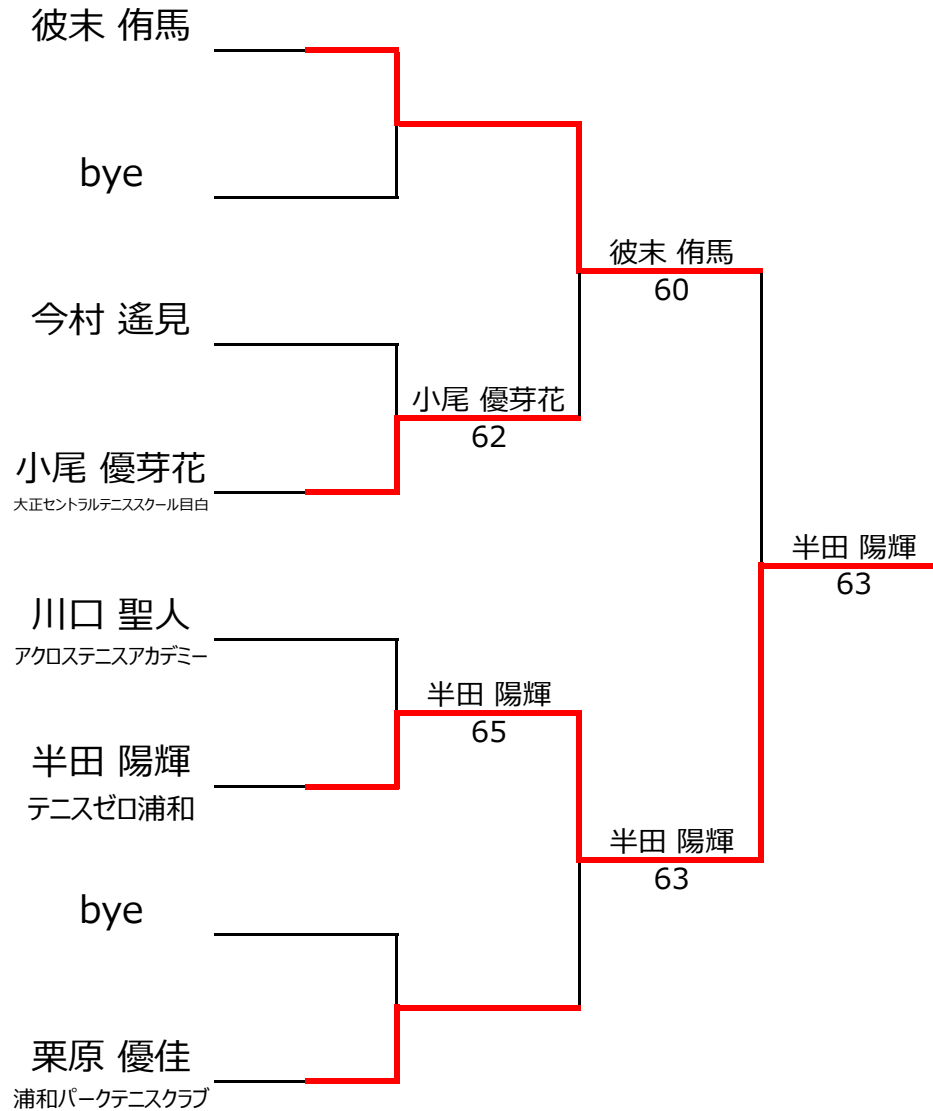 彼末 侑馬
bye
彼末 侑馬
60
今村 遙見
小尾 優芽花
62
小尾 優芽花
大正セントラルテニススクール目白
半田 陽輝
63
川口 聖人
アクロステニスアカデミー
半田 陽輝
65
半田 陽輝
テニスゼロ浦和
半田 陽輝
63
bye
栗原 優佳
浦和パークテニスクラブ